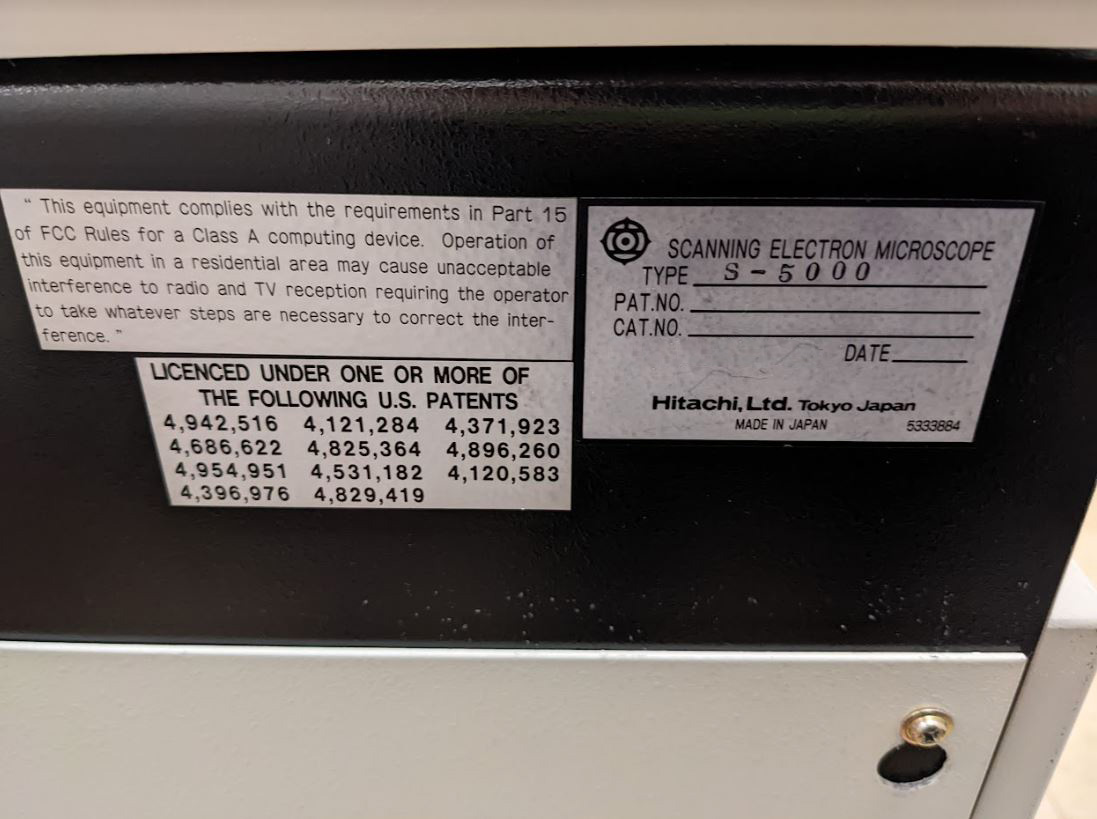 “ This equipment complies with the requirements in Part 15
of FCC Rules for a Class A computing device. Operation of
this equipment in a residential area may cause unacceptable
interference to radio and TV reception requiring the operator
to take whatever steps are necessary to correct the inter-
ference. ”
LICENCED UNDER ONE OR MORE OF
THE FOLLOWING U.S. PATENTS
4,942,516 4,121,284 4,371,923
4,686,622 4,825,364 4,896,260
4,954,951 4,531,182 4,120,583
4,396,976 4,829,419
SCANNING ELECTRON MICROSCOPE
TYPE S-5000
PAT.NO.
CAT.NO.
DATE
Hitachi, Ltd. Tokyo Japan
MADE IN JAPAN 5333884